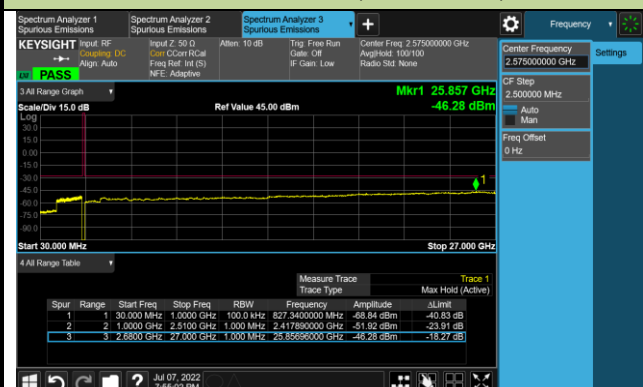 Spectrum Analyzer 1
Spurious Emissions
Spectrum Analyzer 2
Spurious Emissions
Spectrum Analyzer 3
Spurious Emissions
Frequency
KEYSIGHT
Input: RF
Coupling: DC
Align: Auto
Input Z: 50 Ω
Corr CCorr RCal
Freq Ref: Int (S)
NFE: Adaptive
Atten: 10 dB
Trig: Free Run
Gate: Off
IF Gain: Low
Center Freq: 2.575000000 GHz
Avg|Hold: 100/100
Radio Std: None
PASS
Center Frequency
2.575000000 GHz
Settings
CF Step
2.500000 MHz
Auto
Man
Freq Offset
0 Hz
3 All Range Graph
Mkr1 25.857 GHz
Scale/Div 15.0 dB
Ref Value 45.00 dBm
-46.28 dBm
Log
30.0
15.0
0.00
-15.0
-30.0
-45.0
-60.0
-75.0
-90.0
1
Start 30.000 MHz
Stop 27.000 GHz
4 All Range Table
Measure Trace Trace 1
Trace Type Max Hold (Active)
Spur Range Start Freq Stop Freq RBW Frequency Amplitude ΔLimit
1 1 30.000 MHz 1.0000 GHz 100.0 kHz 827.3400000 MHz -68.84 dBm -40.83 dB
2 2 1.0000 GHz 2.5100 GHz 1.000 MHz 2.417890000 GHz -51.92 dBm -23.91 dB
3 3 2.6800 GHz 27.000 GHz 1.000 MHz 25.85696000 GHz -46.28 dBm -18.27 dB
Jul 07, 2022